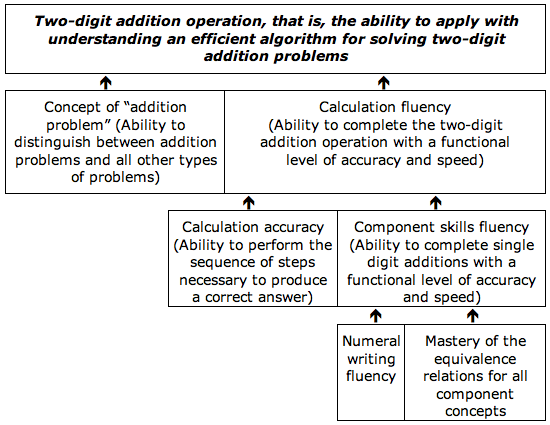 Two-digit addition operation, that is, the ability to apply with
understanding an efficient algorithm for solving two-digit
addition problems
Concept of “addition
problem” (Ability to
distinguish between addition
problems and all other types
of problems)
Calculation fluency
(Ability to complete the two-digit
addition operation with a functional
level of accuracy and speed)
Calculation accuracy
(Ability to perform the
sequence of steps
necessary to produce
a correct answer)
Component skills fluency
(Ability to complete single
digit additions with a
functional level of accuracy
and speed)
Numeral
writing
fluency
Mastery of the
equivalence
relations for all
component
concepts